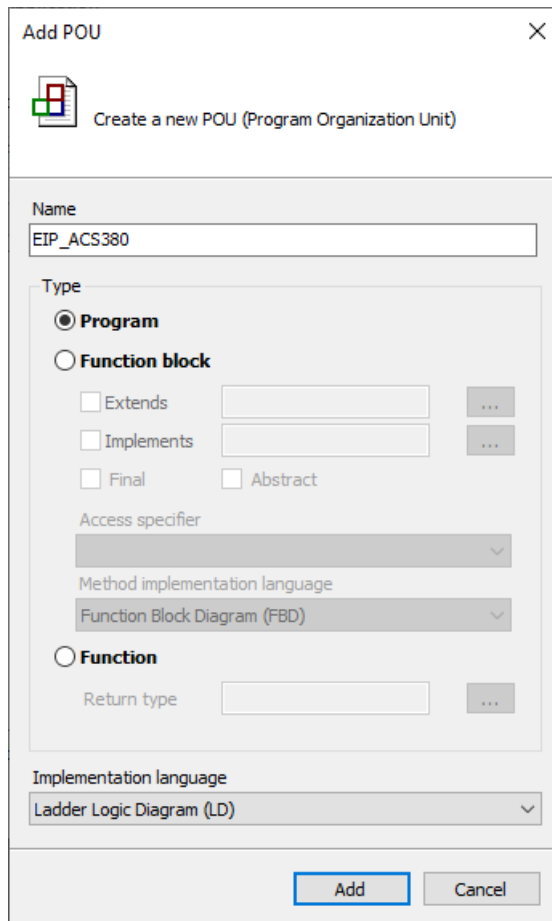 Add POU
Create a new POU (Program Organization Unit)
Name
EIP_ACS380
Type
Program
Function block
Extends
...
Implements
...
Final Abstract
Access specifier
Method implementation language
Function Block Diagram (FBD)
Function
Return type
...
Implementation language
Ladder Logic Diagram (LD)
Add Cancel